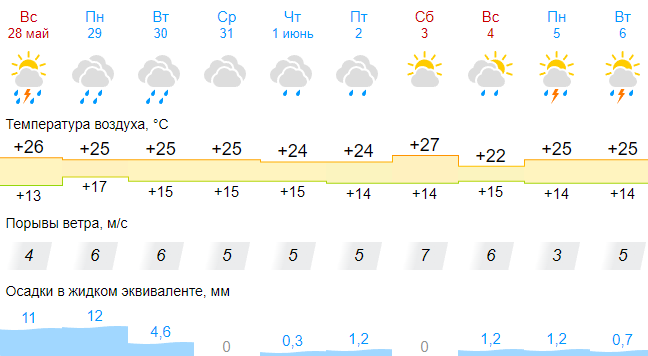 Вс Пн Вт Ср Чт Пт Сб Вс Пн Вт
28 май 29 30 31 1 июнь 2 3 4 5 6
Температура воздуха, °C
+26 +25 +25 +25 +24 +24 +27 +22 +25 +25
+13 +17 +15 +15 +15 +14 +14 +15 +14 +14
Порывы ветра, м/с
4 6 6 5 5 5 7 6 3 5
Осадки в жидком эквиваленте, мм
11 12 4,6 0 0,3 1,2 0 1,2 1,2 0,7